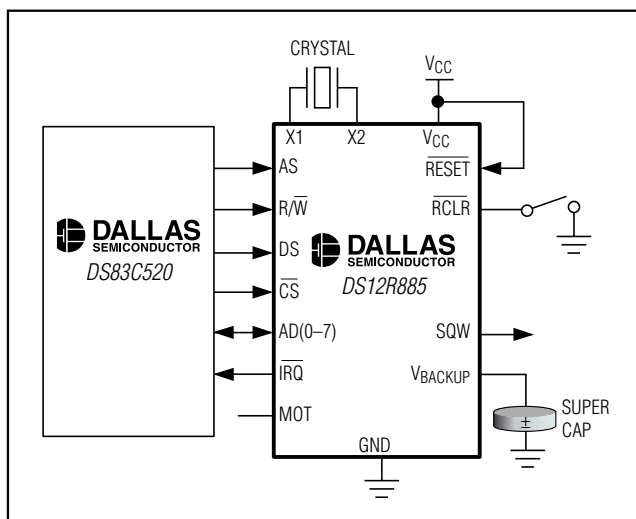 CRYSTAL
VCC
X1 X2 VCC
AS
RESET
R/W
RCLR
DALLAS
SEMICONDUCTOR
DS83C520
DS
DALLAS
SEMICONDUCTOR
DS12R885
CS
AD(0–7)
SQW
IRQ
VBACKUP
MOT
SUPER
CAP
±
GND